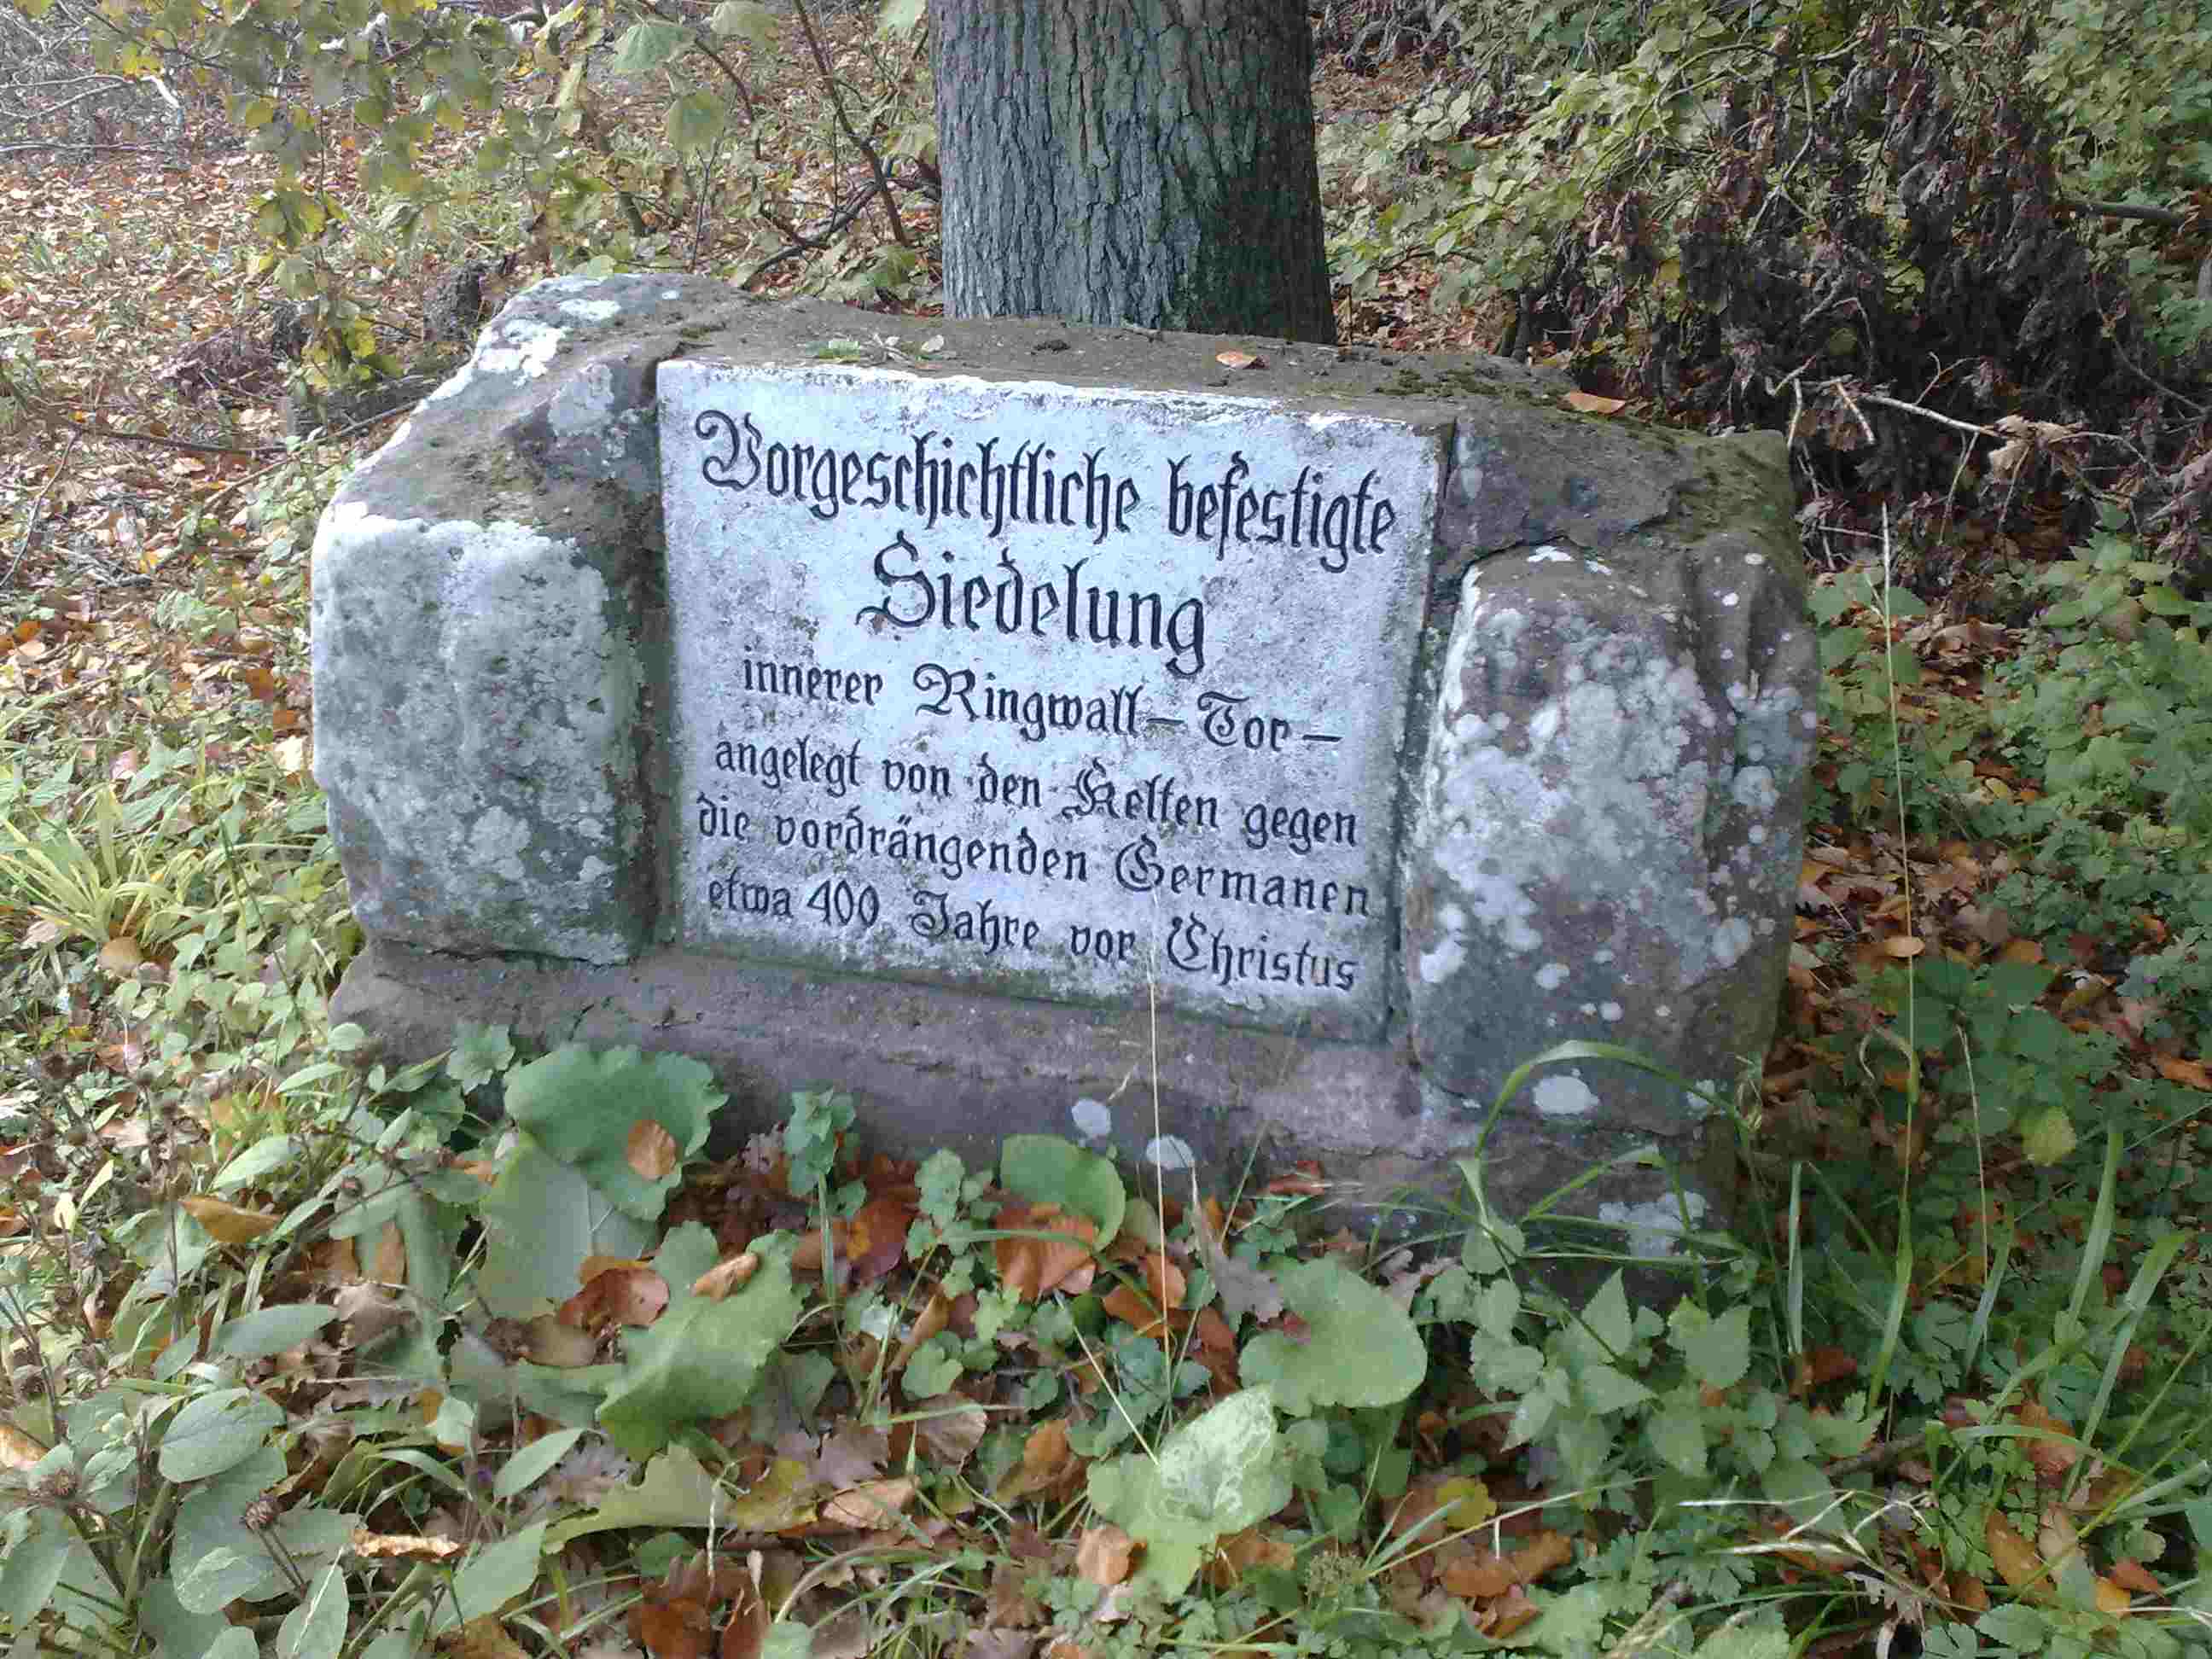 Vorgeschichtliche befestigte
Siedelung
innerer Ringwall – Tor –
angelegt von den Kelten gegen
die vordrängenden Germanen
etwa 400 Jahre vor Christus